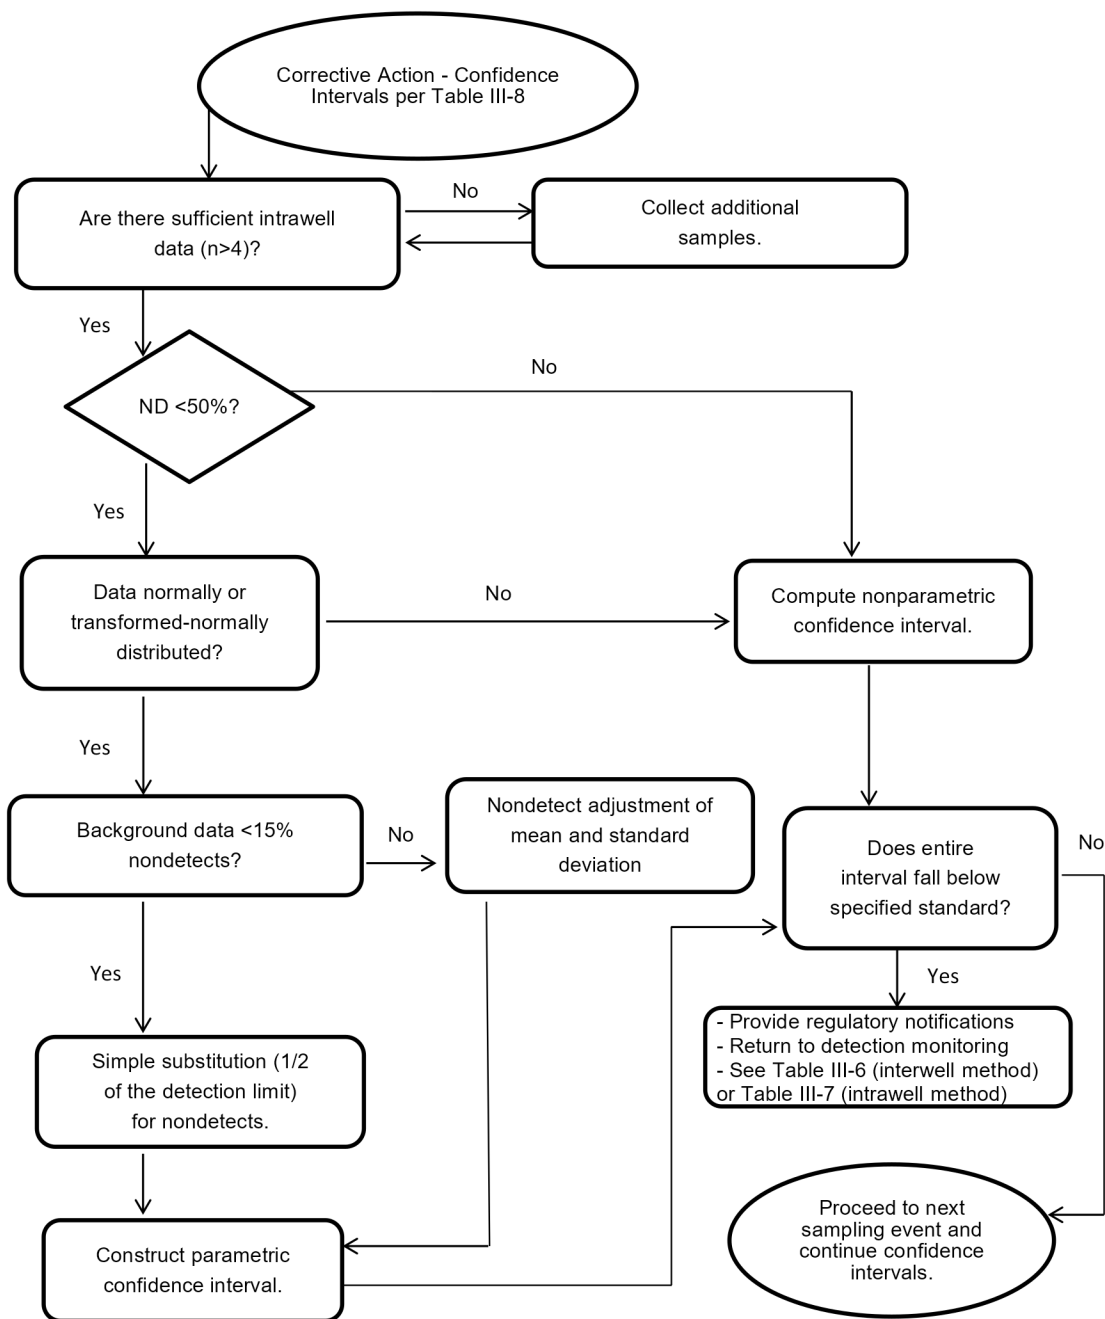 Corrective Action - Confidence
Intervals per Table III-8
Are there sufficient intrawell
data (n>4)?
No
Collect additional
samples.
Yes
ND <50%?
No
Yes
Data normally or
transformed-normally
distributed?
No
Compute nonparametric
confidence interval.
Yes
Background data <15%
nondetects?
No
Nondetect adjustment of
mean and standard
deviation
Does entire
interval fall below
specified standard?
No
Yes
Yes
- Provide regulatory notifications
- Return to detection monitoring
- See Table III-6 (interwell method)
or Table III-7 (intrawell method)
Simple substitution (1/2
of the detection limit)
for nondetects.
Construct parametric
confidence interval.
Proceed to next
sampling event and
continue confidence
intervals.